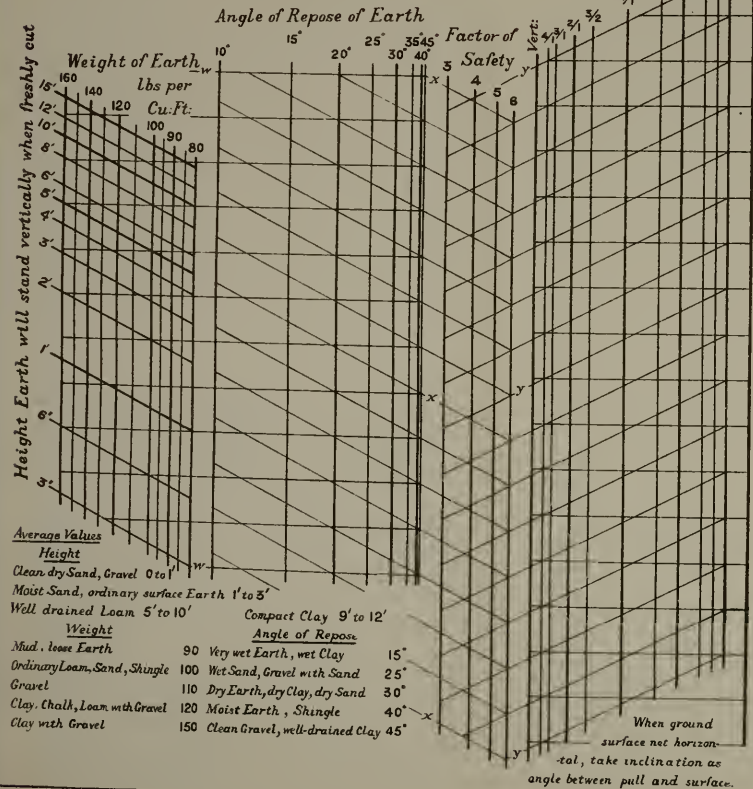 Angle of Repose of Earth
10° 15° 20° 25° 30° 35° 40° 45°
Factor of
Safety
3 4 5 6
Vert:
4/1 3/1 2/1 3/2
Weight of Earth
lbs per
Cu: Ft:
160 140 120 100 90 80
Height Earth will stand vertically when freshly cut
15'
12'
10'
8'
6'
5'
4'
3'
2'
1'
6'
3'
w
w
x
x
x
y
y
y
Average Values
Height
Clean dry Sand, Gravel 0 to 1'
Moist Sand, ordinary surface Earth 1' to 3'
Well drained Loam 5' to 10' Compact Clay 9' to 12'
Weight
Mud, loose Earth 90
Ordinary Loam, Sand, Shingle 100
Gravel 110
Clay, Chalk, Loam with Gravel 120
Clay with Gravel 150
Angle of Repose
Very wet Earth, wet Clay 15°
Wet Sand, Gravel with Sand 25°
Dry Earth, dry Clay, dry Sand 30°
Moist Earth, Shingle 40°
Clean Gravel, well-drained Clay 45°
When ground
surface not horizon-
-tal, take inclination as
angle between pull and surface.